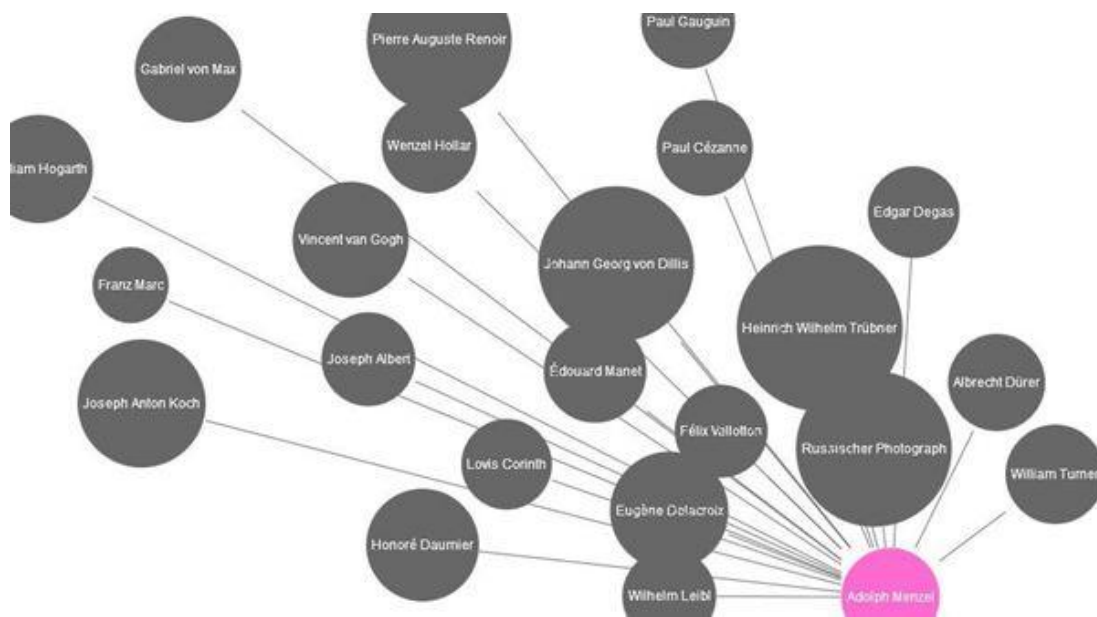 Paul Gauguin
Pierre Auguste Renoir
Gabriel von Max
Wenzel Hollar
Paul Cézanne
liam Hogarth
Edgar Degas
Vincent van Gogh
Johann Georg von Dillis
Franz Marc
Heinrich Wilhelm Trübner
Joseph Albert
Édouard Manet
Albrecht Dürer
Joseph Anton Koch
Félix Vallotton
Russischer Photograph
Lovis Corinth
William Turner
Eugène Delacroix
Honoré Daumier
Wilhelm Leibl
Adolph Menzel